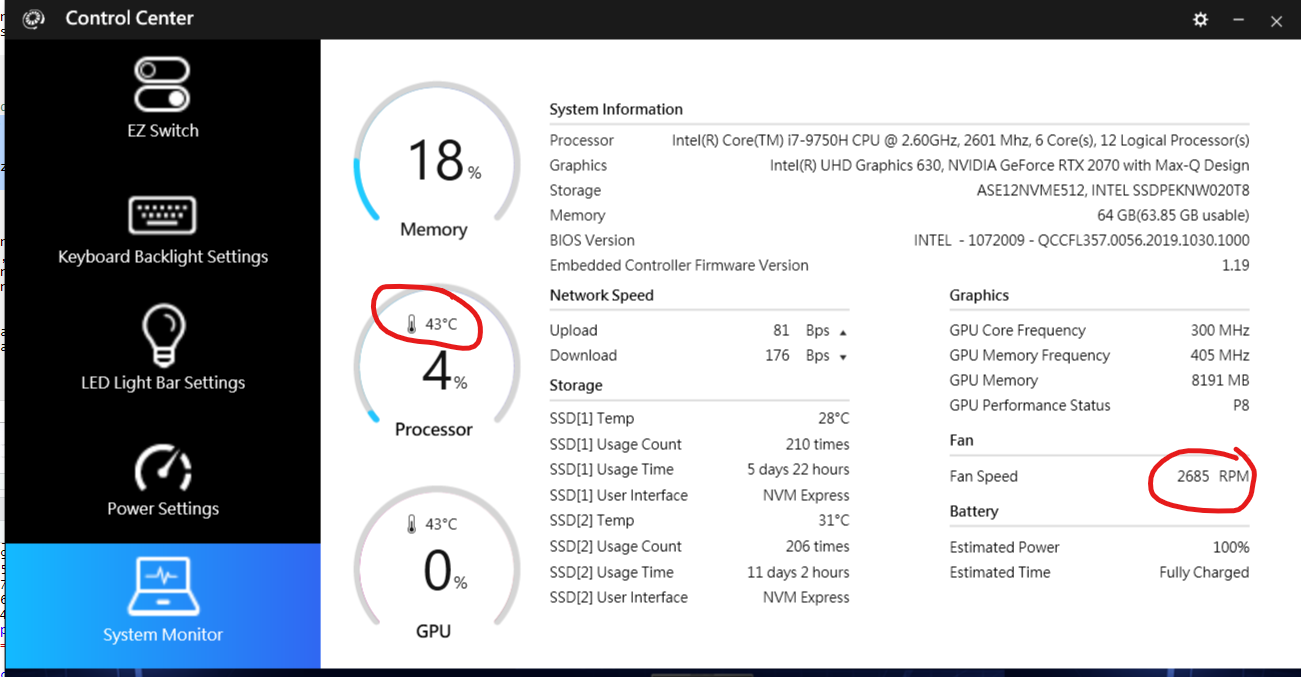 Control Center
EZ Switch
Keyboard Backlight Settings
LED Light Bar Settings
Power Settings
System Monitor
18 %
Memory
43°C
4 %
Processor
43°C
0 %
GPU
System Information
Processor Intel(R) Core(TM) i7-9750H CPU @ 2.60GHz, 2601 Mhz, 6 Core(s), 12 Logical Processor(s)
Graphics Intel(R) UHD Graphics 630, NVIDIA GeForce RTX 2070 with Max-Q Design
Storage ASE12NVME512, INTEL SSDPEKNW020T8
Memory 64 GB(63.85 GB usable)
BIOS Version INTEL - 1072009 - QCCFL357.0056.2019.1030.1000
Embedded Controller Firmware Version 1.19
Network Speed
Upload 81 Bps
Download 176 Bps
Storage
SSD[1] Temp 28°C
SSD[1] Usage Count 210 times
SSD[1] Usage Time 5 days 22 hours
SSD[1] User Interface NVM Express
SSD[2] Temp 31°C
SSD[2] Usage Count 206 times
SSD[2] Usage Time 11 days 2 hours
SSD[2] User Interface NVM Express
Graphics
GPU Core Frequency 300 MHz
GPU Memory Frequency 405 MHz
GPU Memory 8191 MB
GPU Performance Status P8
Fan
Fan Speed 2685 RPM
Battery
Estimated Power 100%
Estimated Time Fully Charged